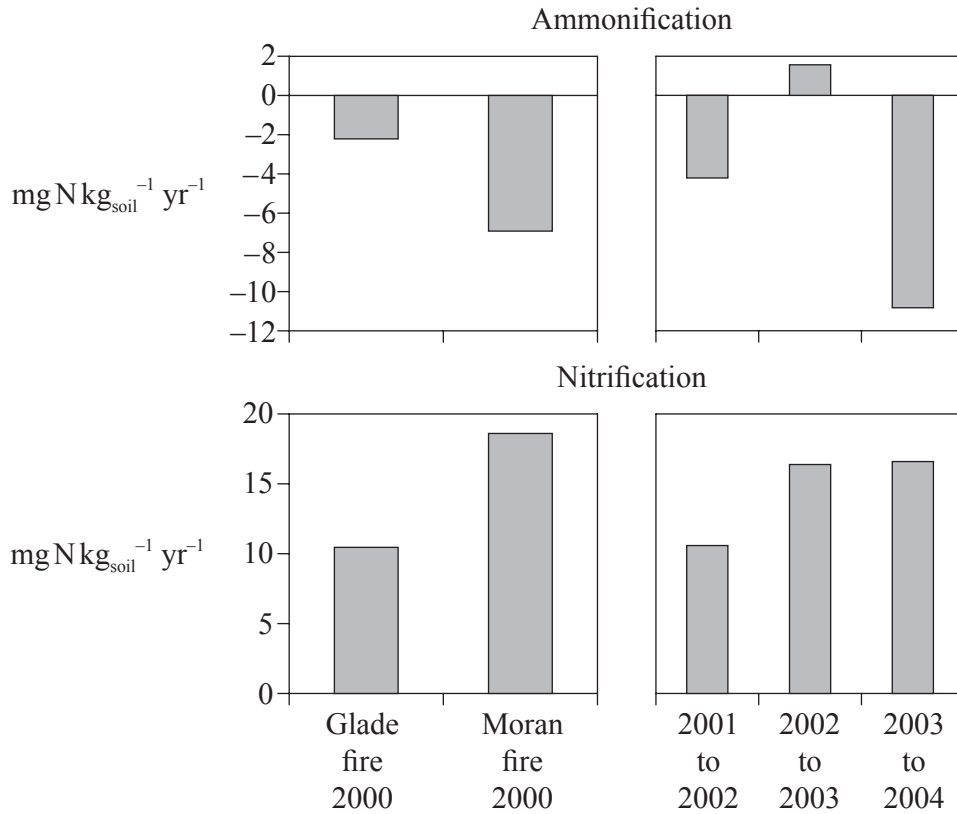 Ammonification
2
0
–2
–4
–6
–8
–10
–12
mg N kg_soil⁻¹ yr⁻¹
Nitrification
20
15
10
5
0
mg N kg_soil⁻¹ yr⁻¹
Glade
fire
2000
Moran
fire
2000
2001
to
2002
2002
to
2003
2003
to
2004